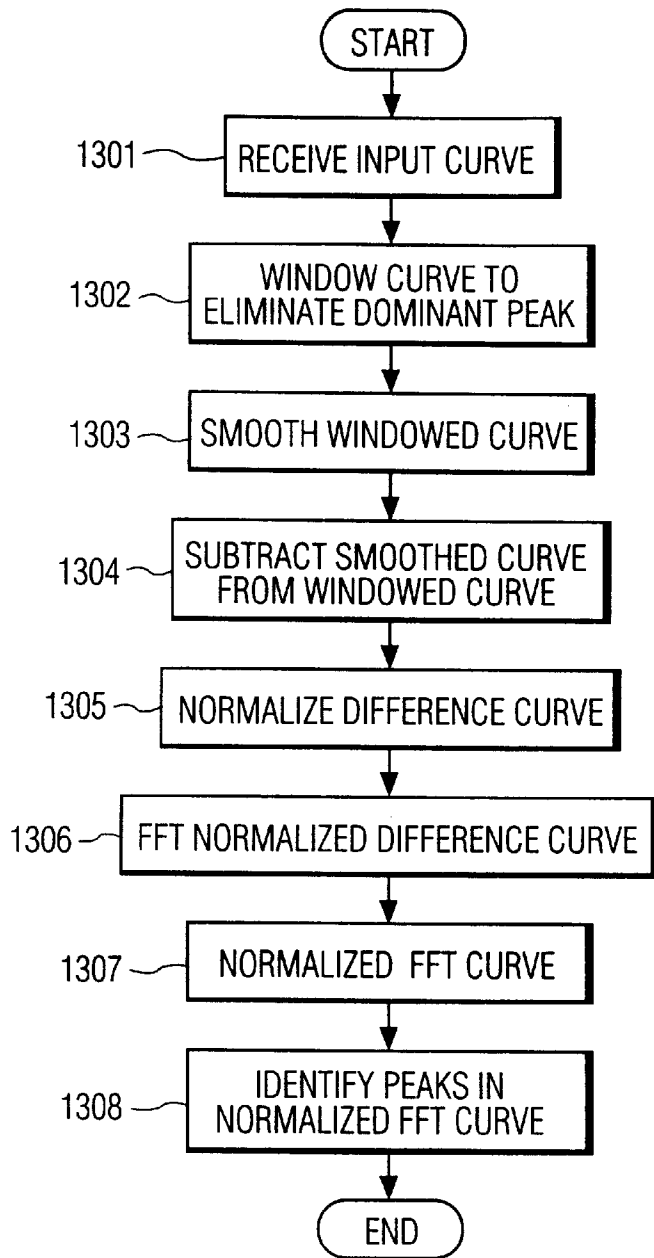 START
1301
RECEIVE INPUT CURVE
1302
WINDOW CURVE TO
ELIMINATE DOMINANT PEAK
1303
SMOOTH WINDOWED CURVE
1304
SUBTRACT SMOOTHED CURVE
FROM WINDOWED CURVE
1305
NORMALIZE DIFFERENCE CURVE
1306
FFT NORMALIZED DIFFERENCE CURVE
1307
NORMALIZED FFT CURVE
1308
IDENTIFY PEAKS IN
NORMALIZED FFT CURVE
END